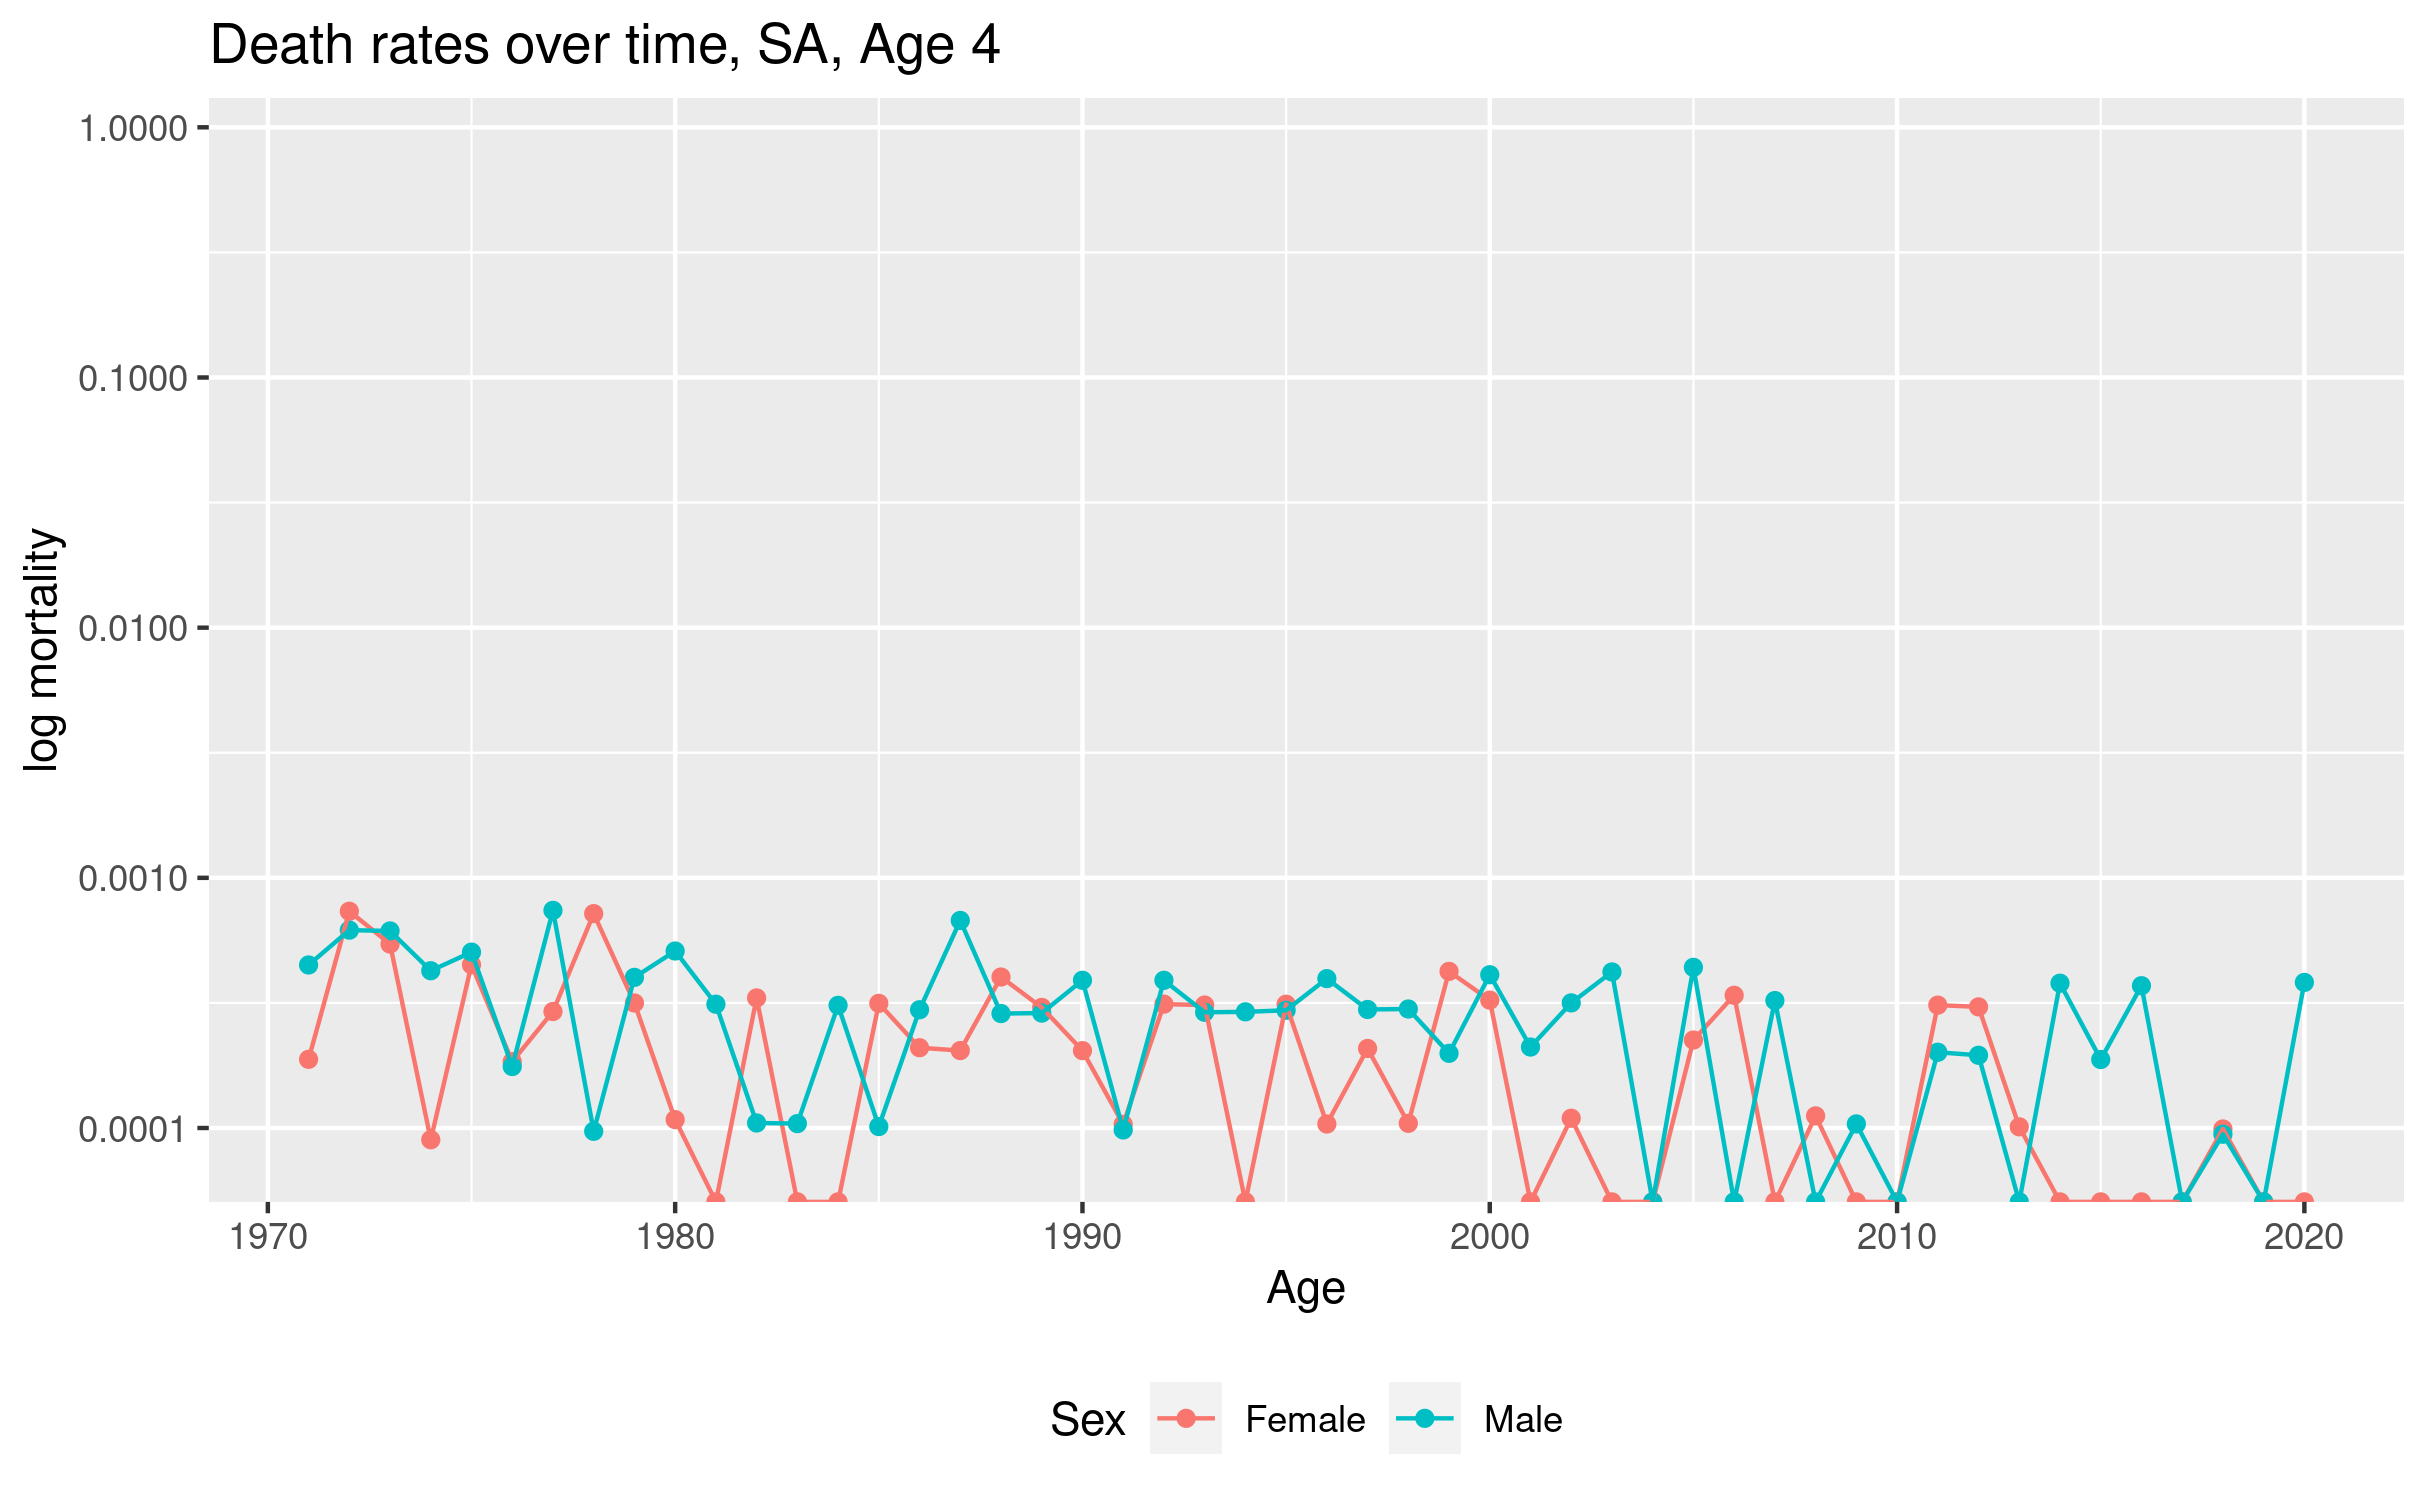 Death rates over time, SA, Age 4
1.0000
0.1000
0.0100
0.0010
0.0001
log mortality
1970 1980 1990 2000 2010 2020
Age
Sex Female Male